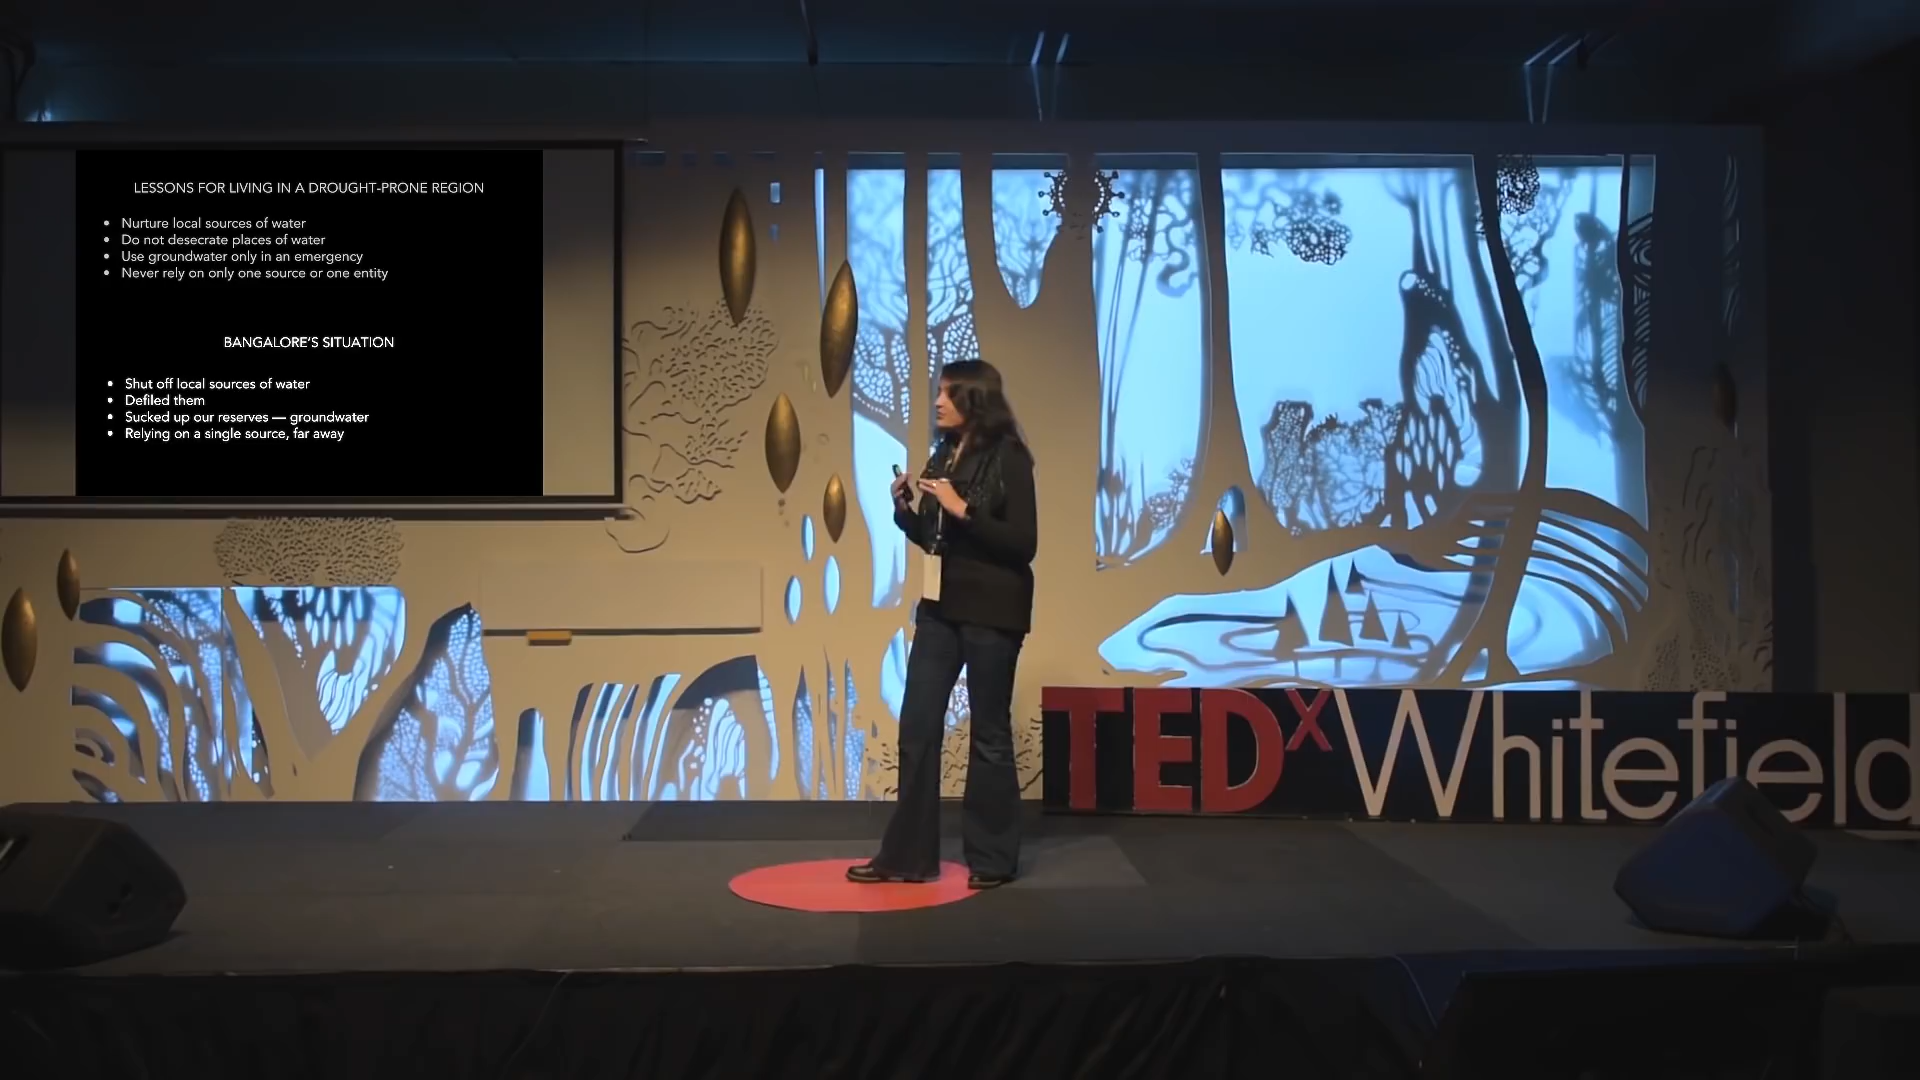 LESSONS FOR LIVING IN A DROUGHT-PRONE REGION
• Nurture local sources of water
• Do not desecrate places of water
• Use groundwater only in an emergency
• Never rely on only one source or one entity
BANGALORE'S SITUATION
• Shut off local sources of water
• Defiled them
• Sucked up our reserves — groundwater
• Relying on a single source, far away
TEDxWhitefield